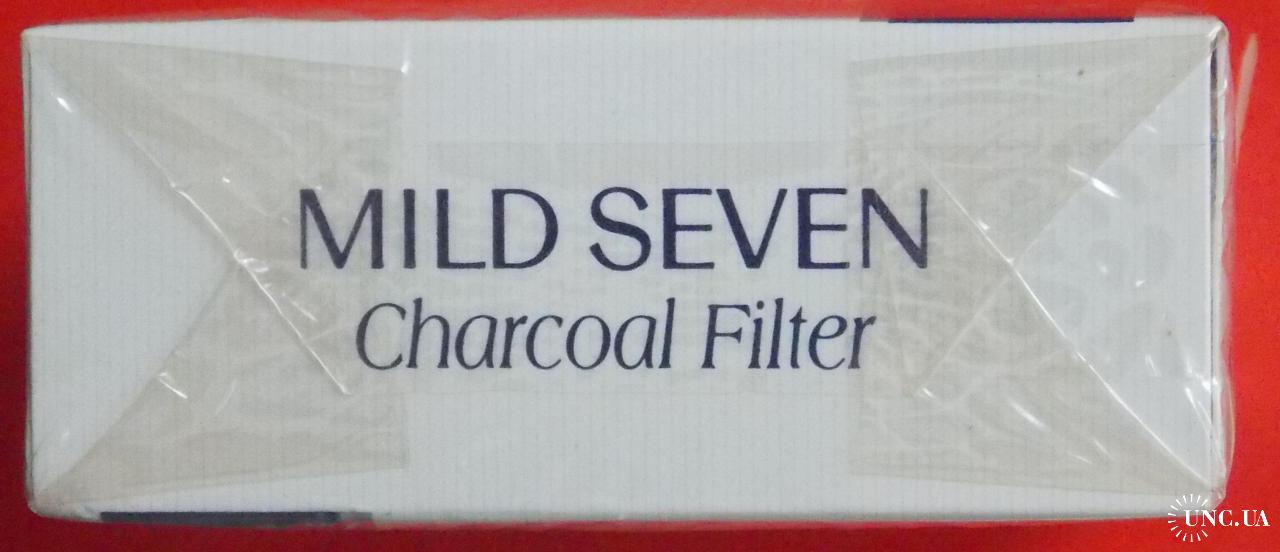 MILD SEVEN
Charcoal Filter
UNC.UA